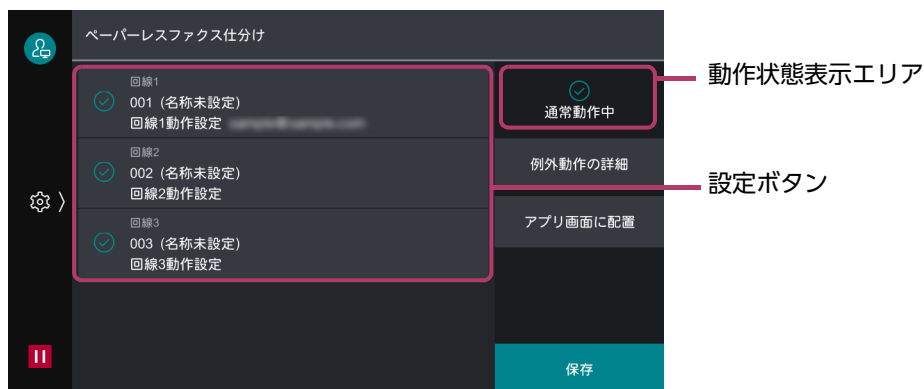 ペーパーレスファクス仕分け
回線1
001 (名称未設定)
回線1動作設定
回線2
002 (名称未設定)
回線2動作設定
回線3
003 (名称未設定)
回線3動作設定
通常動作中
例外動作の詳細
アプリ画面に配置
保存
動作状態表示エリア
設定ボタン